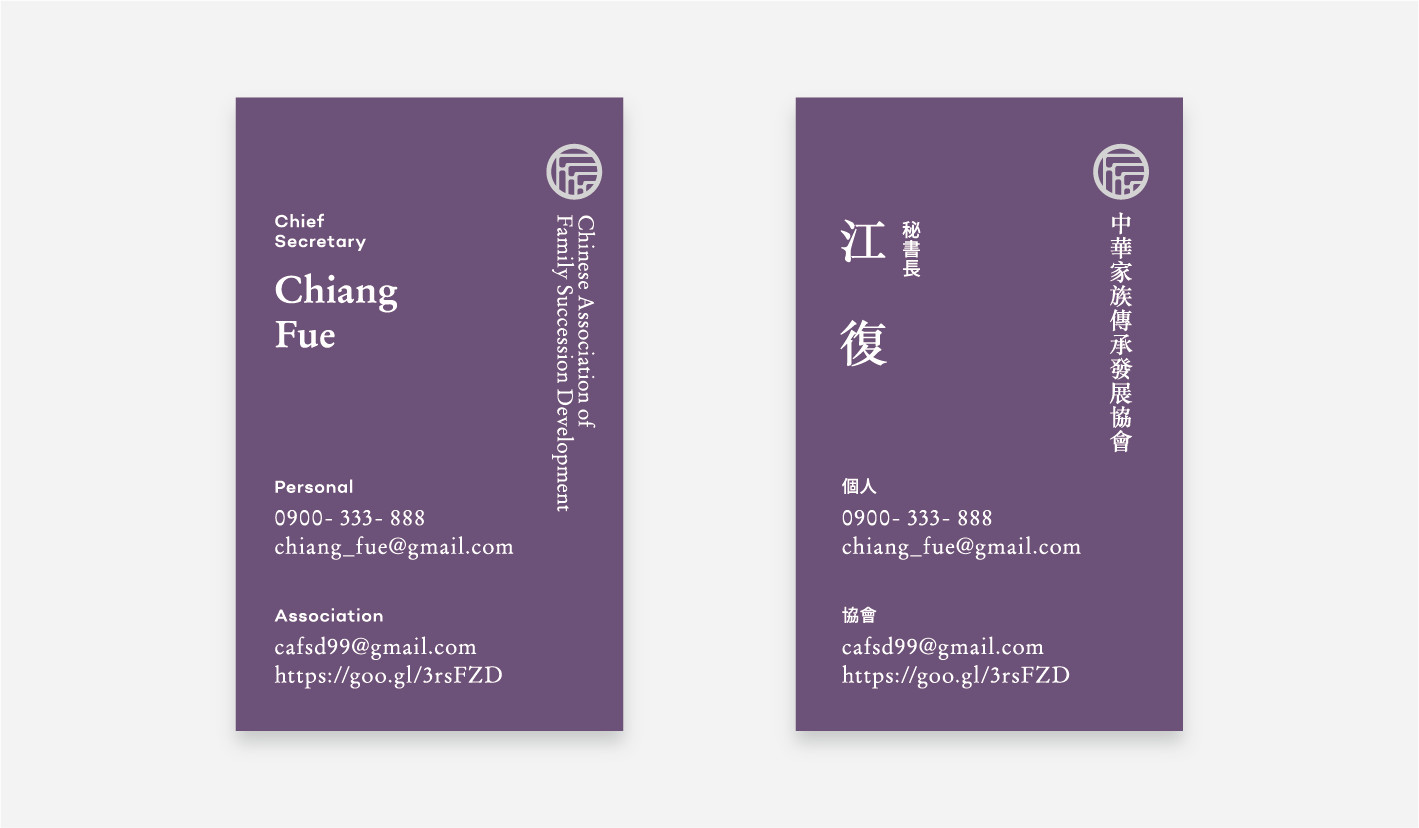 Chief
Secretary
Chiang
Fue
Chinese Association of
Family Succession Development
Personal
0900- 333- 888
chiang_fue@gmail.com
Association
cafsd99@gmail.com
https://goo.gl/3rsFZD
中華家族傳承發展協會
秘書長
江復
個人
0900- 333- 888
chiang_fue@gmail.com
協會
cafsd99@gmail.com
https://goo.gl/3rsFZD